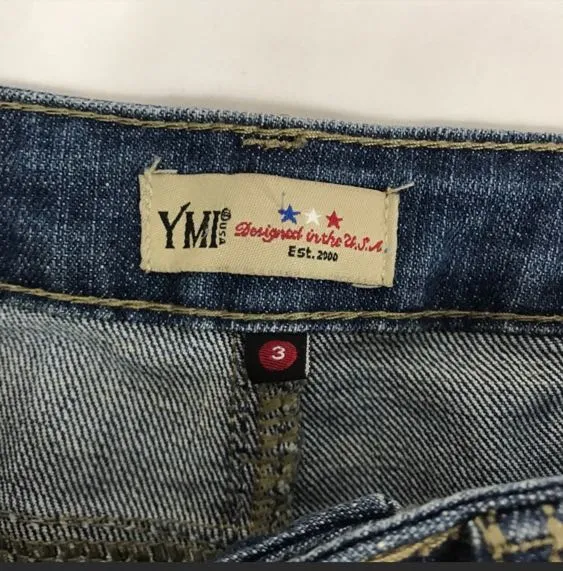 YMI® USA
Designed in the U.S.A.
Est. 2000
3